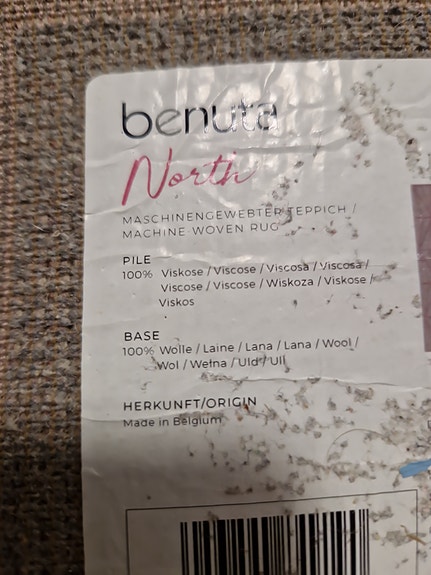 benuta
North
MASCHINENGEWEBTER TEPPICH /
MACHINE-WOVEN RUG
PILE
100% Viskose / Viscose / Viscosa / Viscosa /
Viscose / Viscose / Wiskoza / Viskose /
Viskos
BASE
100% Wolle / Laine / Lana / Lana / Wool /
Wol / Wełna / Uld / Ull
HERKUNFT/ORIGIN
Made in Belgium